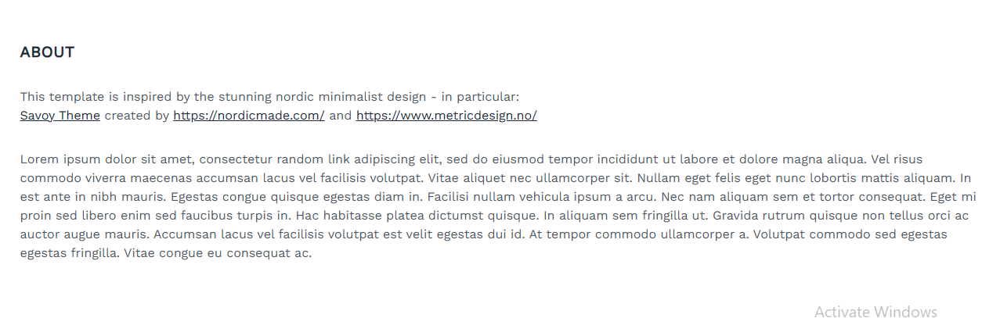 ABOUT
This template is inspired by the stunning nordic minimalist design - in particular:
Savoy Theme created by https://nordicmade.com/ and https://www.metricdesign.no/
Lorem ipsum dolor sit amet, consectetur random link adipiscing elit, sed do eiusmod tempor incididunt ut labore et dolore magna aliqua. Vel risus
commodo viverra maecenas accumsan lacus vel facilisis volutpat. Vitae aliquet nec ullamcorper sit. Nullam eget felis eget nunc lobortis mattis aliquam. In
est ante in nibh mauris. Egestas congue quisque egestas diam in. Facilisi nullam vehicula ipsum a arcu. Nec nam aliquam sem et tortor consequat. Eget mi
proin sed libero enim sed faucibus turpis in. Hac habitasse platea dictumst quisque. In aliquam sem fringilla ut. Gravida rutrum quisque non tellus orci ac
auctor augue mauris. Accumsan lacus vel facilisis volutpat est velit egestas dui id. At tempor commodo ullamcorper a. Volutpat commodo sed egestas
egestas fringilla. Vitae congue eu consequat ac.
Activate Windows